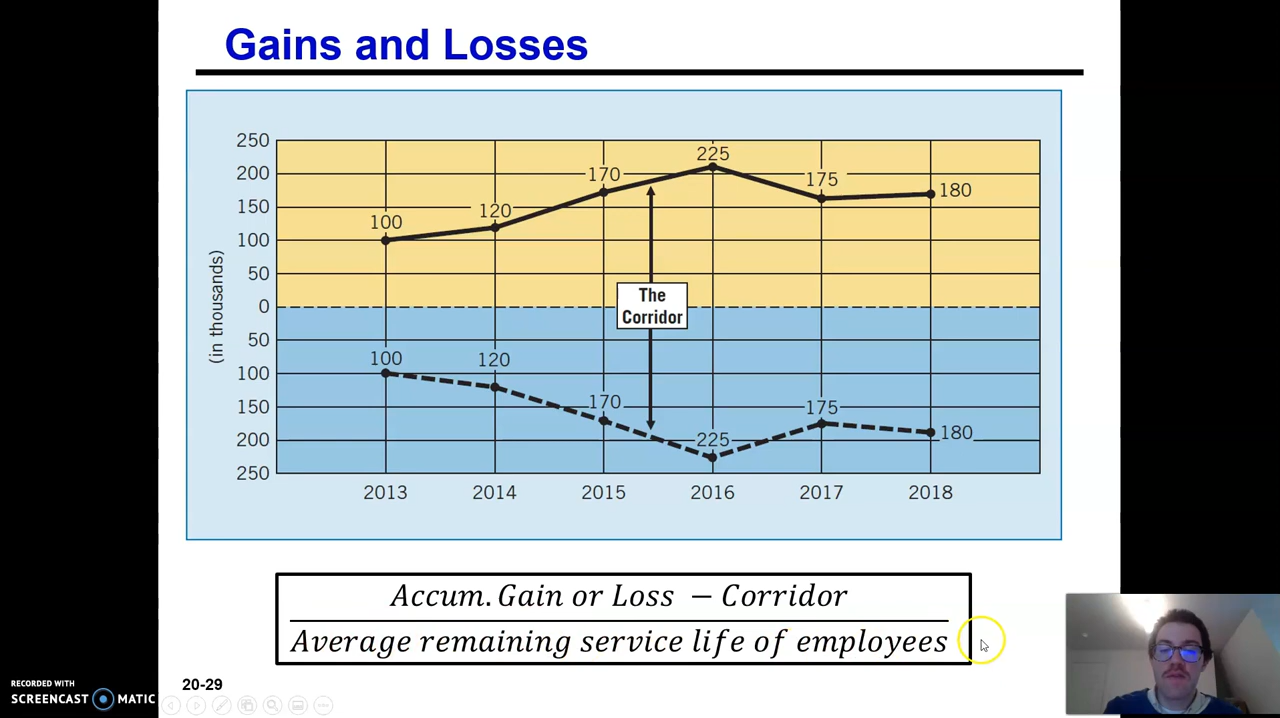 Gains and Losses
250
200
150
100
50
0
50
100
150
200
250
(in thousands)
100
120
170
225
175
180
The
Corridor
100
120
170
225
175
180
2013 2014 2015 2016 2017 2018
Accum. Gain or Loss − Corridor
Average remaining service life of employees
20-29
RECORDED WITH
SCREENCAST MATIC